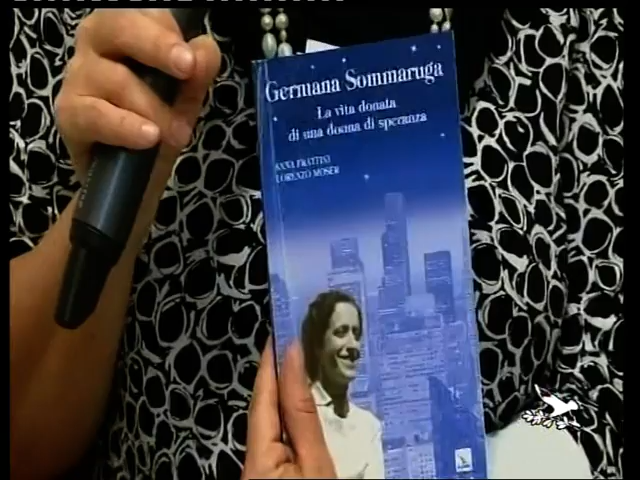 Germana Sommaruga
La vita donata
di una donna di speranza
ANNA FRATTINI
LORENZO MOSER